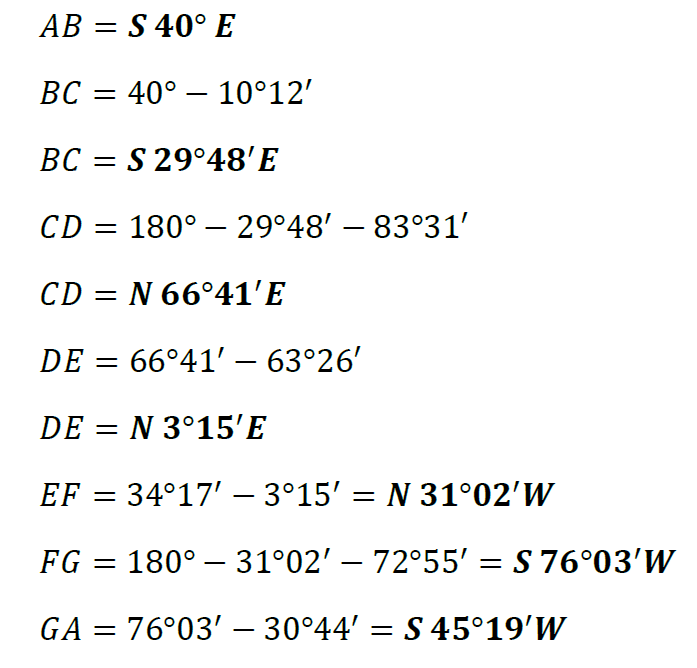 AB = S 40° E
BC = 40° − 10°12′
BC = S 29°48′E
CD = 180° − 29°48′ − 83°31′
CD = N 66°41′E
DE = 66°41′ − 63°26′
DE = N 3°15′E
EF = 34°17′ − 3°15′ = N 31°02′W
FG = 180° − 31°02′ − 72°55′ = S 76°03′W
GA = 76°03′ − 30°44′ = S 45°19′W